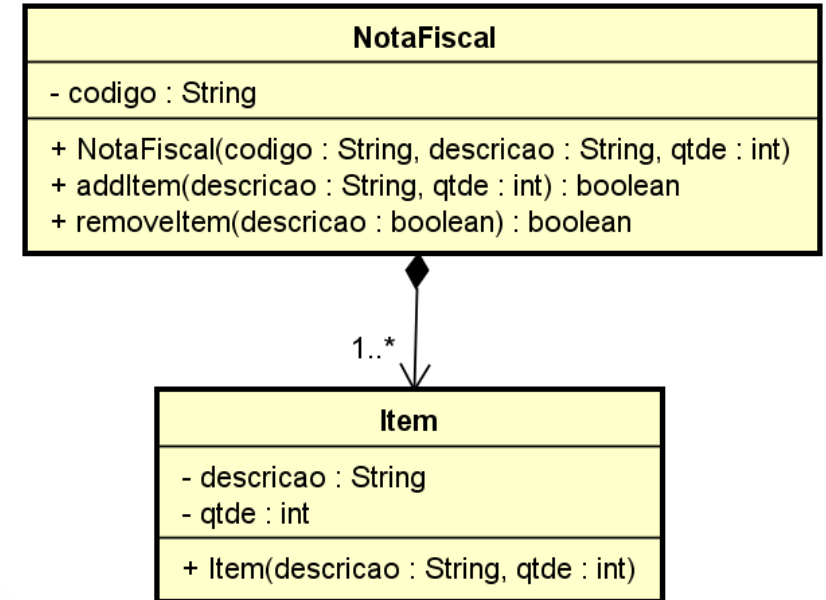 NotaFiscal
- codigo : String
+ NotaFiscal(codigo : String, descricao : String, qtde : int)
+ addItem(descricao : String, qtde : int) : boolean
+ removeItem(descricao : boolean) : boolean
1..*
Item
- descricao : String
- qtde : int
+ Item(descricao : String, qtde : int)